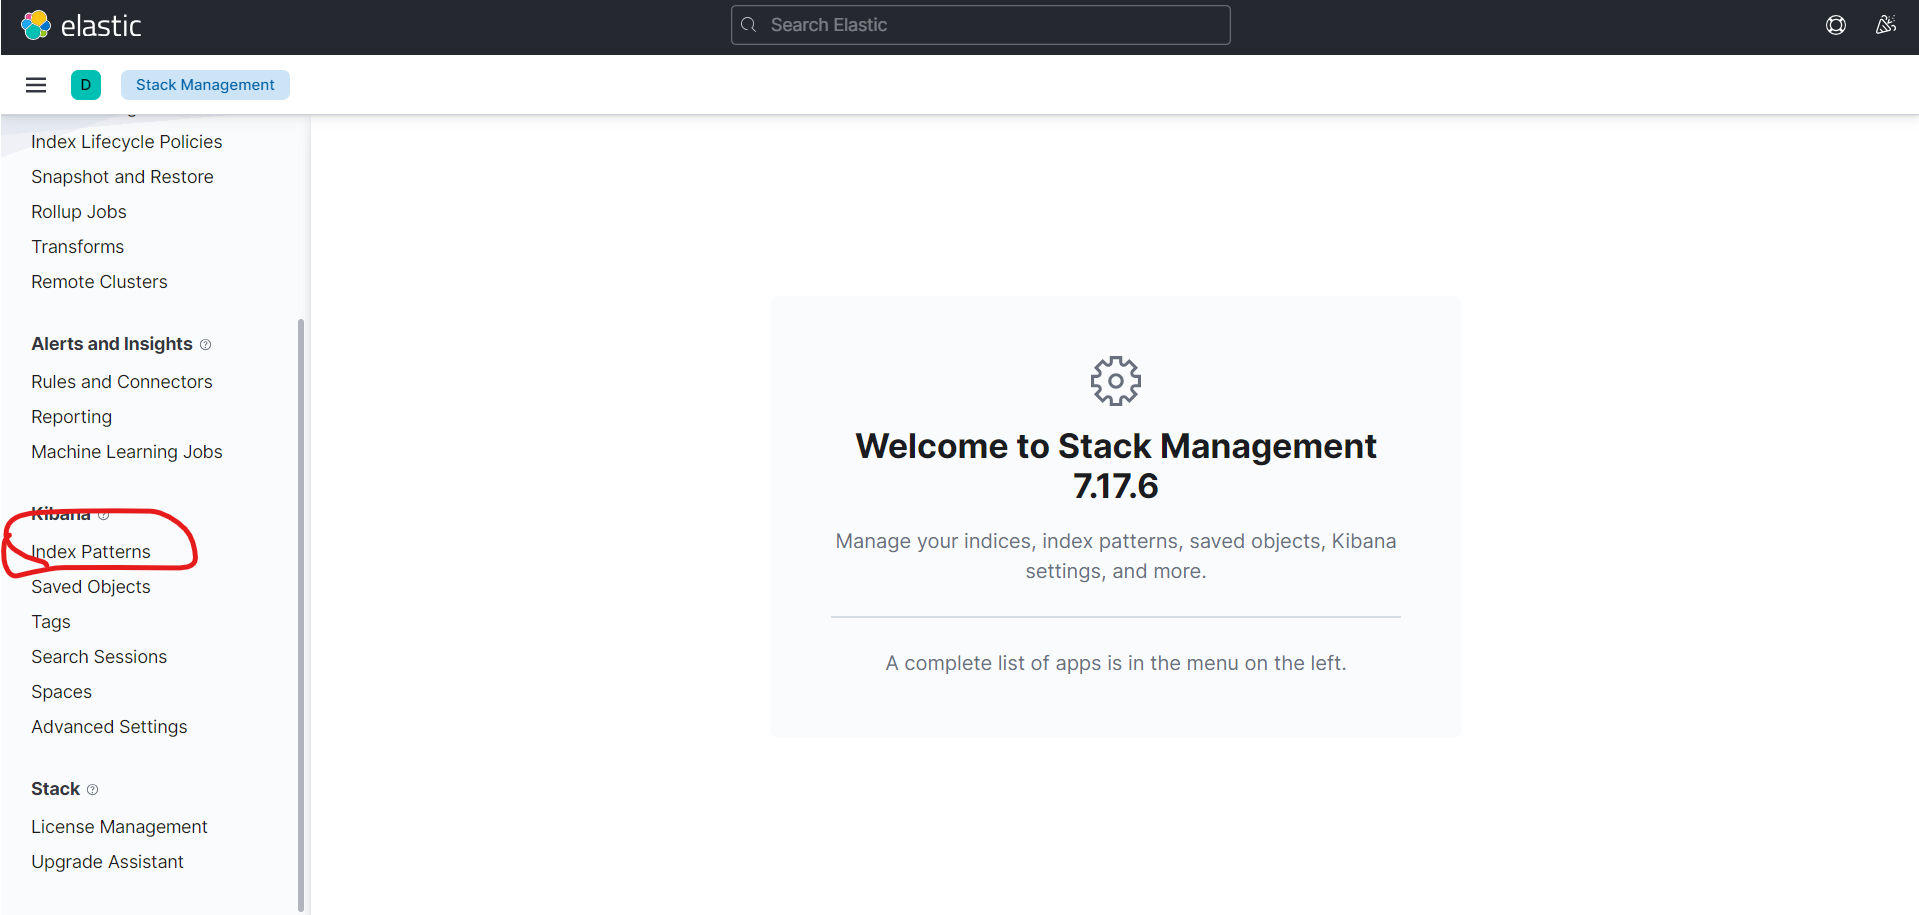 elastic
Search Elastic
D
Stack Management
Index Lifecycle Policies
Snapshot and Restore
Rollup Jobs
Transforms
Remote Clusters
Alerts and Insights
Rules and Connectors
Reporting
Machine Learning Jobs
Kibana
Index Patterns
Saved Objects
Tags
Search Sessions
Spaces
Advanced Settings
Stack
License Management
Upgrade Assistant
Welcome to Stack Management
7.17.6
Manage your indices, index patterns, saved objects, Kibana
settings, and more.
A complete list of apps is in the menu on the left.